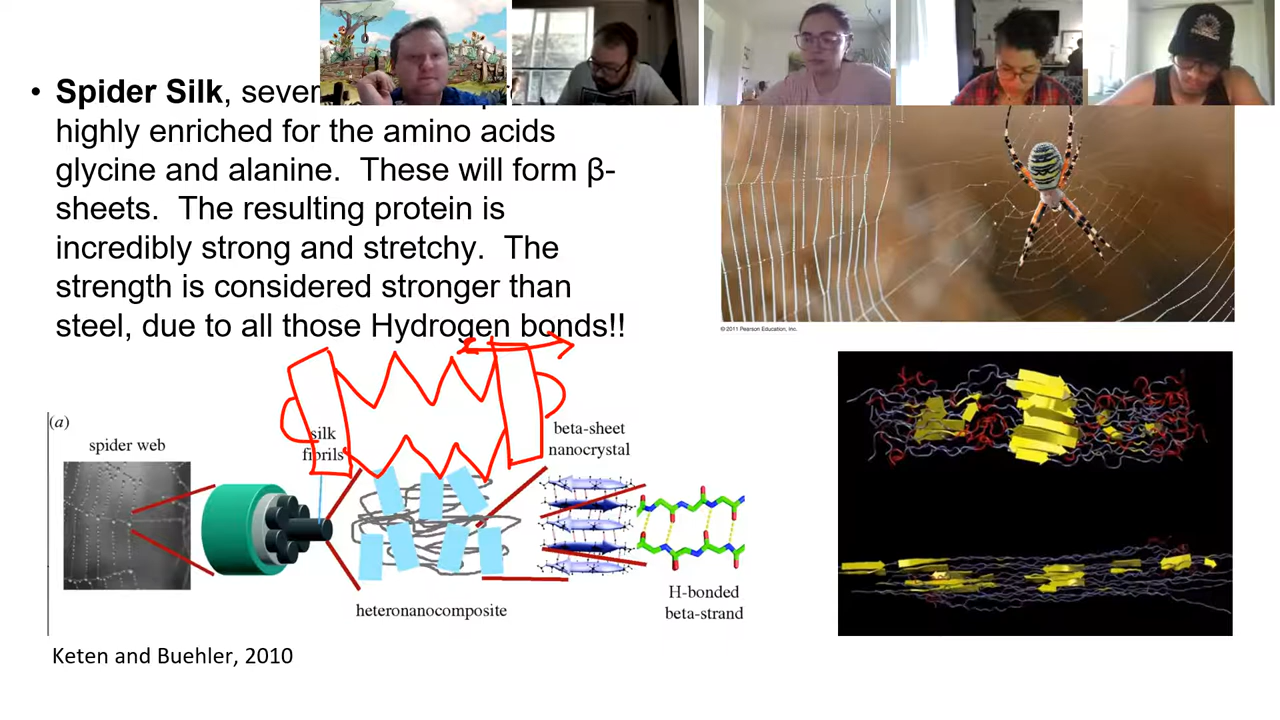 • Spider Silk, sever
highly enriched for the amino acids
glycine and alanine. These will form β-
sheets. The resulting protein is
incredibly strong and stretchy. The
strength is considered stronger than
steel, due to all those Hydrogen bonds!!
© 2011 Pearson Education, Inc.
(a)
spider web
silk
fibrils
beta-sheet
nanocrystal
heteronanocomposite
H-bonded
beta-strand
Keten and Buehler, 2010